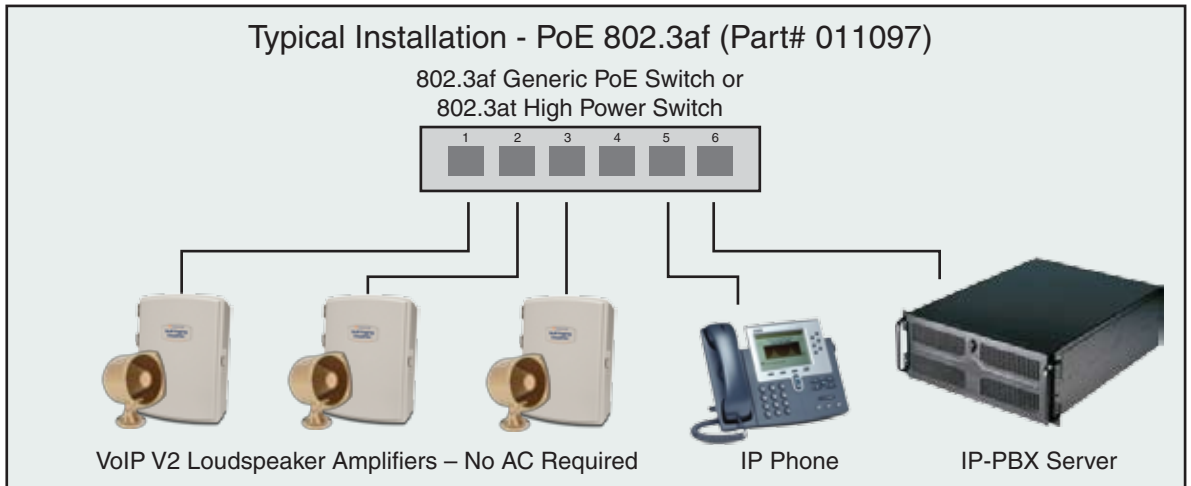 Typical Installation - PoE 802.3af (Part# 011097)
802.3af Generic PoE Switch or
802.3at High Power Switch
1 2 3 4 5 6
VoIP V2 Loudspeaker Amplifiers – No AC Required
IP Phone
IP-PBX Server